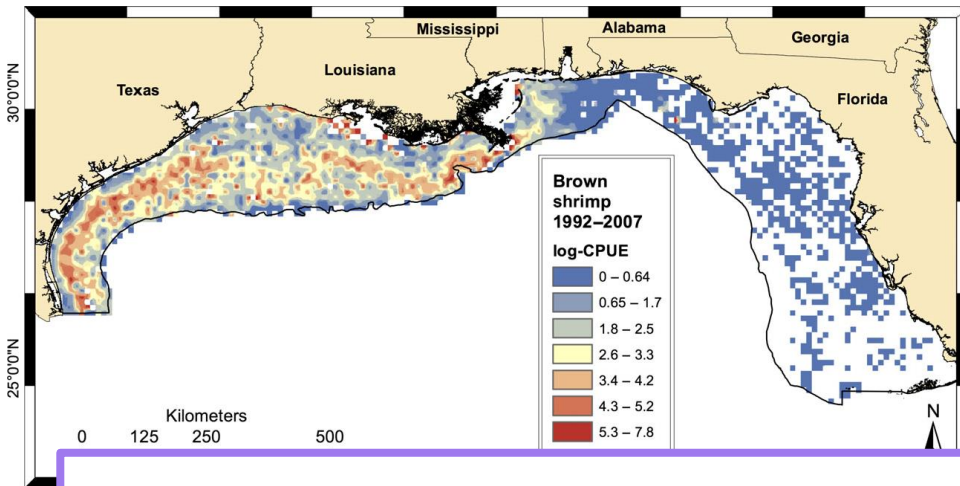 Mississippi
Alabama
Georgia
Louisiana
Texas
Florida
30°0'0"N
25°0'0"N
Brown
shrimp
1992–2007
log-CPUE
0 – 0.64
0.65 – 1.7
1.8 – 2.5
2.6 – 3.3
3.4 – 4.2
4.3 – 5.2
5.3 – 7.8
Kilometers
0 125 250 500
N